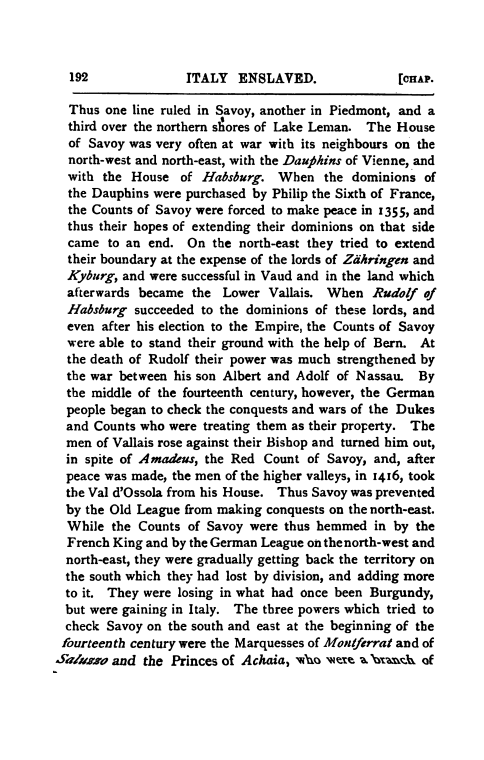 192 ITALY ENSLAVED. [CHAP.
Thus one line ruled in Savoy, another in Piedmont, and a
third over the northern shores of Lake Leman. The House
of Savoy was very often at war with its neighbours on the
north-west and north-east, with the Dauphins of Vienne, and
with the House of Habsburg. When the dominions of
the Dauphins were purchased by Philip the Sixth of France,
the Counts of Savoy were forced to make peace in 1355, and
thus their hopes of extending their dominions on that side
came to an end. On the north-east they tried to extend
their boundary at the expense of the lords of Zähringen and
Kyburg, and were successful in Vaud and in the land which
afterwards became the Lower Vallais. When Rudolf of
Habsburg succeeded to the dominions of these lords, and
even after his election to the Empire, the Counts of Savoy
were able to stand their ground with the help of Bern. At
the death of Rudolf their power was much strengthened by
the war between his son Albert and Adolf of Nassau. By
the middle of the fourteenth century, however, the German
people began to check the conquests and wars of the Dukes
and Counts who were treating them as their property. The
men of Vallais rose against their Bishop and turned him out,
in spite of Amadeus, the Red Count of Savoy, and, after
peace was made, the men of the higher valleys, in 1416, took
the Val d'Ossola from his House. Thus Savoy was prevented
by the Old League from making conquests on the north-east.
While the Counts of Savoy were thus hemmed in by the
French King and by the German League on the north-west and
north-east, they were gradually getting back the territory on
the south which they had lost by division, and adding more
to it. They were losing in what had once been Burgundy,
but were gaining in Italy. The three powers which tried to
check Savoy on the south and east at the beginning of the
fourteenth century were the Marquesses of Montferrat and of
Saluzzo and the Princes of Achaia, who were a branch of